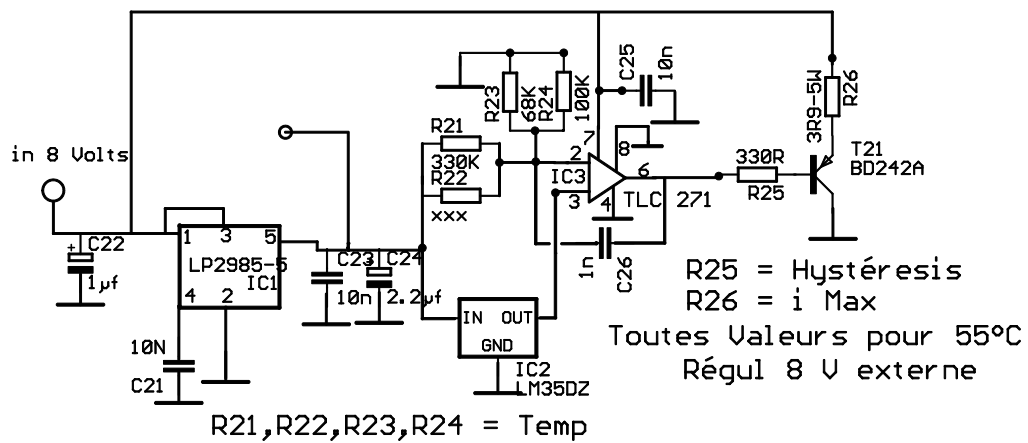 in 8 Volts
+
C22
1µf
1
3
5
LP2985-5
IC1
4
2
10N
C21
C23
10n
+
C24
2.2µf
R21
330K
R22
xxx
R23
68K
R24
100K
C25
10n
7
2
8
IC3
6
3
4
TLC 271
1n
C26
IN OUT
GND
IC2
LM35DZ
330R
R25
3R9-5W
R26
T21
BD242A
R25 = Hystéresis
R26 = i Max
Toutes Valeurs pour 55°C
Régul 8 V externe
R21,R22,R23,R24 = Temp